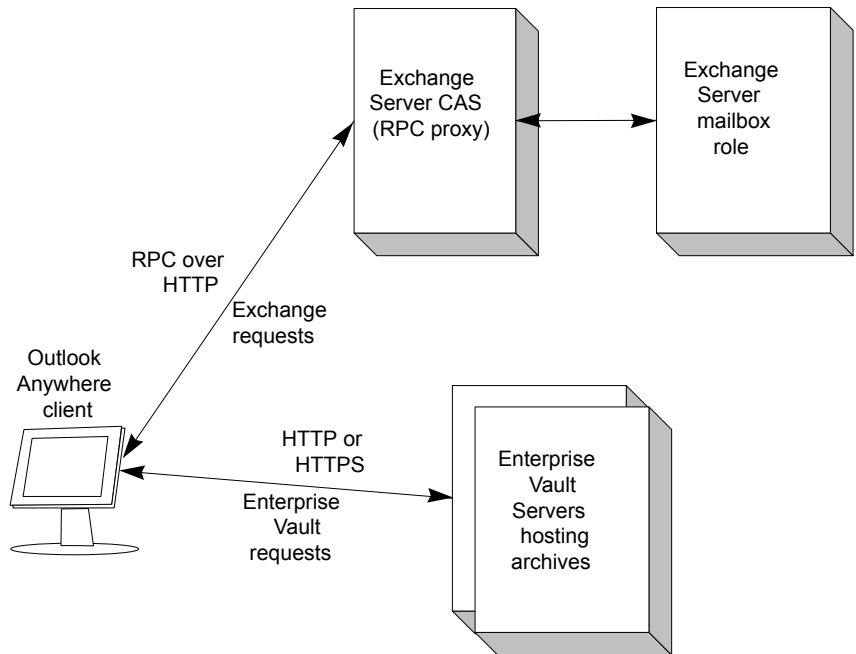 Exchange
Server CAS
(RPC proxy)
Exchange
Server
mailbox
role
RPC over
HTTP
Exchange
requests
Outlook
Anywhere
client
HTTP or
HTTPS
Enterprise
Vault
requests
Enterprise
Vault
Servers
hosting
archives